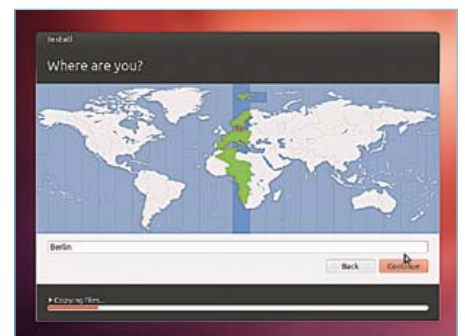 Install
Where are you?
Berlin
Back
Continue
Copying files...